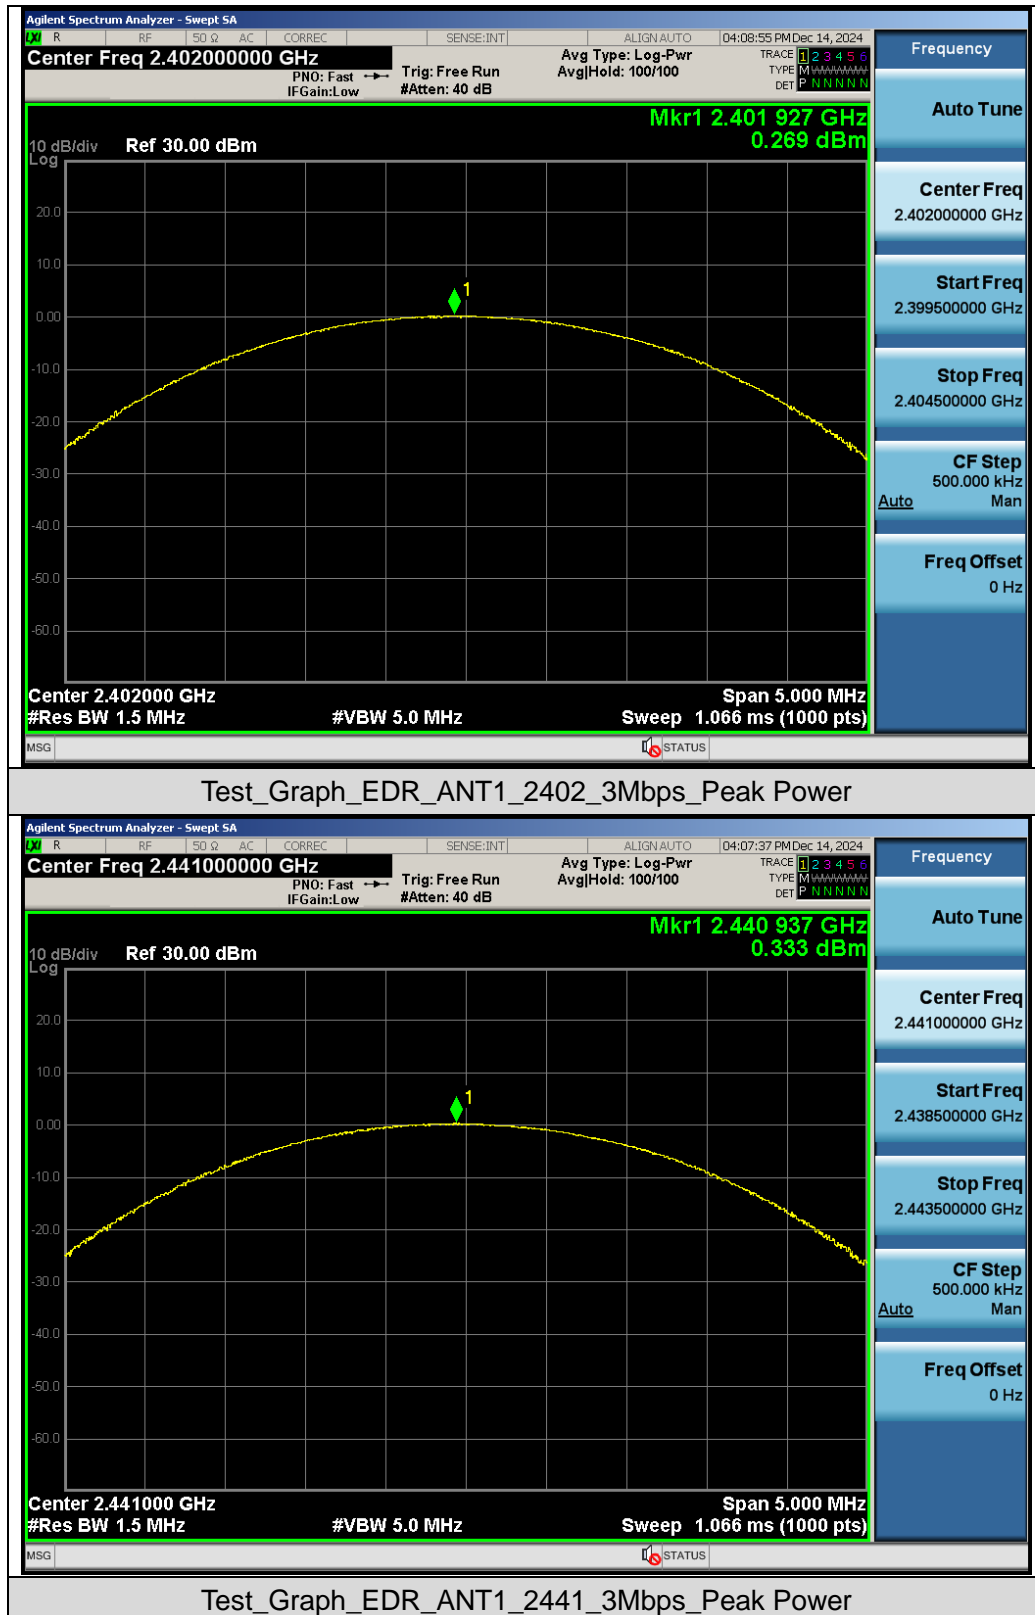 Agilent Spectrum Analyzer - Swept SA
LXI R RF 50 Ω AC CORREC SENSE:INT ALIGN AUTO 04:08:55 PM Dec 14, 2024
Center Freq 2.402000000 GHz
PNO: Fast
IFGain:Low
Trig: Free Run
#Atten: 40 dB
Avg Type: Log-Pwr
Avg|Hold: 100/100
TRACE 1 2 3 4 5 6
TYPE M WWWWW
DET P N N N N N
Mkr1 2.401 927 GHz
0.269 dBm
10 dB/div Ref 30.00 dBm
Log
20.0
10.0
1
0.00
-10.0
-20.0
-30.0
-40.0
-50.0
-60.0
Center 2.402000 GHz Span 5.000 MHz
#Res BW 1.5 MHz #VBW 5.0 MHz Sweep 1.066 ms (1000 pts)
MSG STATUS
Frequency
Auto Tune
Center Freq
2.402000000 GHz
Start Freq
2.399500000 GHz
Stop Freq
2.404500000 GHz
CF Step
500.000 kHz
Auto Man
Freq Offset
0 Hz
Test_Graph_EDR_ANT1_2402_3Mbps_Peak Power
Agilent Spectrum Analyzer - Swept SA
LXI R RF 50 Ω AC CORREC SENSE:INT ALIGN AUTO 04:07:37 PM Dec 14, 2024
Center Freq 2.441000000 GHz
PNO: Fast
IFGain:Low
Trig: Free Run
#Atten: 40 dB
Avg Type: Log-Pwr
Avg|Hold: 100/100
TRACE 1 2 3 4 5 6
TYPE M WWWWW
DET P N N N N N
Mkr1 2.440 937 GHz
0.333 dBm
10 dB/div Ref 30.00 dBm
Log
20.0
10.0
1
0.00
-10.0
-20.0
-30.0
-40.0
-50.0
-60.0
Center 2.441000 GHz Span 5.000 MHz
#Res BW 1.5 MHz #VBW 5.0 MHz Sweep 1.066 ms (1000 pts)
MSG STATUS
Frequency
Auto Tune
Center Freq
2.441000000 GHz
Start Freq
2.438500000 GHz
Stop Freq
2.443500000 GHz
CF Step
500.000 kHz
Auto Man
Freq Offset
0 Hz
Test_Graph_EDR_ANT1_2441_3Mbps_Peak Power